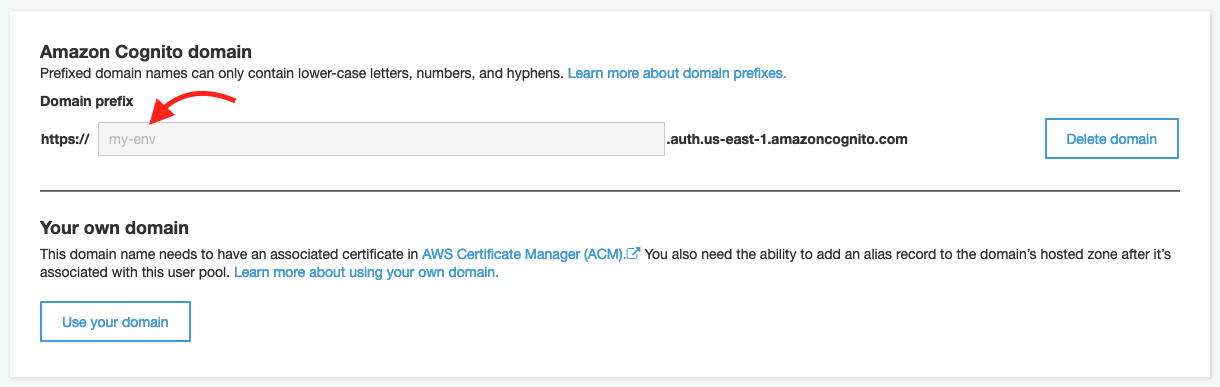 Amazon Cognito domain
Prefixed domain names can only contain lower-case letters, numbers, and hyphens. Learn more about domain prefixes.
Domain prefix
https:// my-env .auth.us-east-1.amazoncognito.com Delete domain
Your own domain
This domain name needs to have an associated certificate in AWS Certificate Manager (ACM). You also need the ability to add an alias record to the domain's hosted zone after it's
associated with this user pool. Learn more about using your own domain.
Use your domain